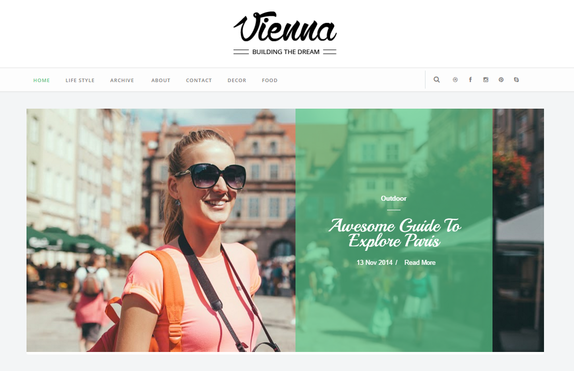 Vienna
BUILDING THE DREAM
HOME LIFE STYLE ARCHIVE ABOUT CONTACT DECOR FOOD
Outdoor
Awesome Guide To
Explore Paris
13 Nov 2014 / Read More